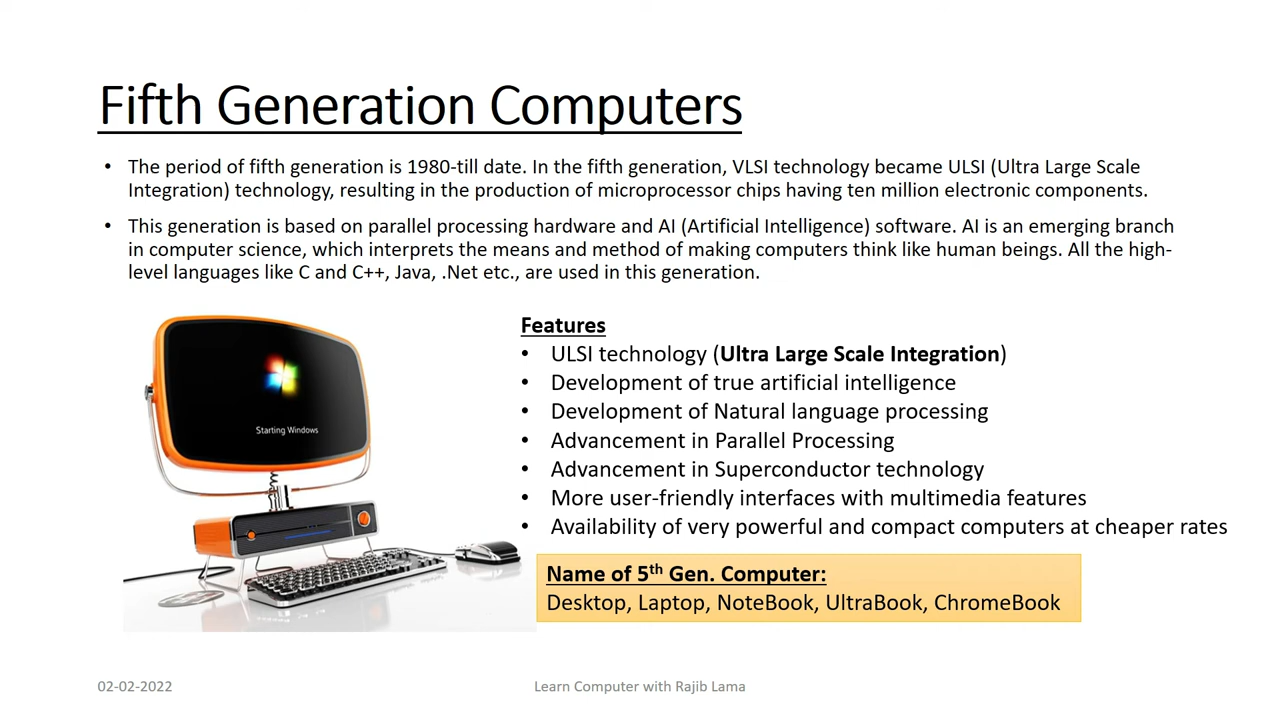 Fifth Generation Computers
• The period of fifth generation is 1980-till date. In the fifth generation, VLSI technology became ULSI (Ultra Large Scale
Integration) technology, resulting in the production of microprocessor chips having ten million electronic components.
• This generation is based on parallel processing hardware and AI (Artificial Intelligence) software. AI is an emerging branch
in computer science, which interprets the means and method of making computers think like human beings. All the high-
level languages like C and C++, Java, .Net etc., are used in this generation.
Starting Windows
Features
• ULSI technology (Ultra Large Scale Integration)
• Development of true artificial intelligence
• Development of Natural language processing
• Advancement in Parallel Processing
• Advancement in Superconductor technology
• More user-friendly interfaces with multimedia features
• Availability of very powerful and compact computers at cheaper rates
Name of 5th Gen. Computer:
Desktop, Laptop, NoteBook, UltraBook, ChromeBook
02-02-2022
Learn Computer with Rajib Lama